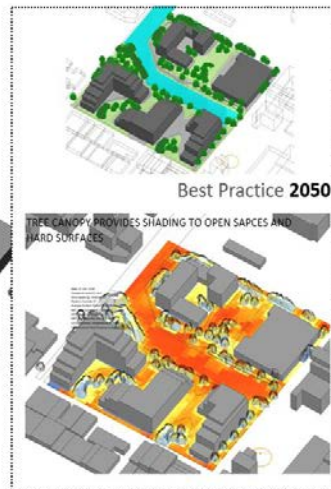 Best Practice 2050
TREE CANOPY PROVIDES SHADING TO OPEN SAPCES AND
HARD SURFACES